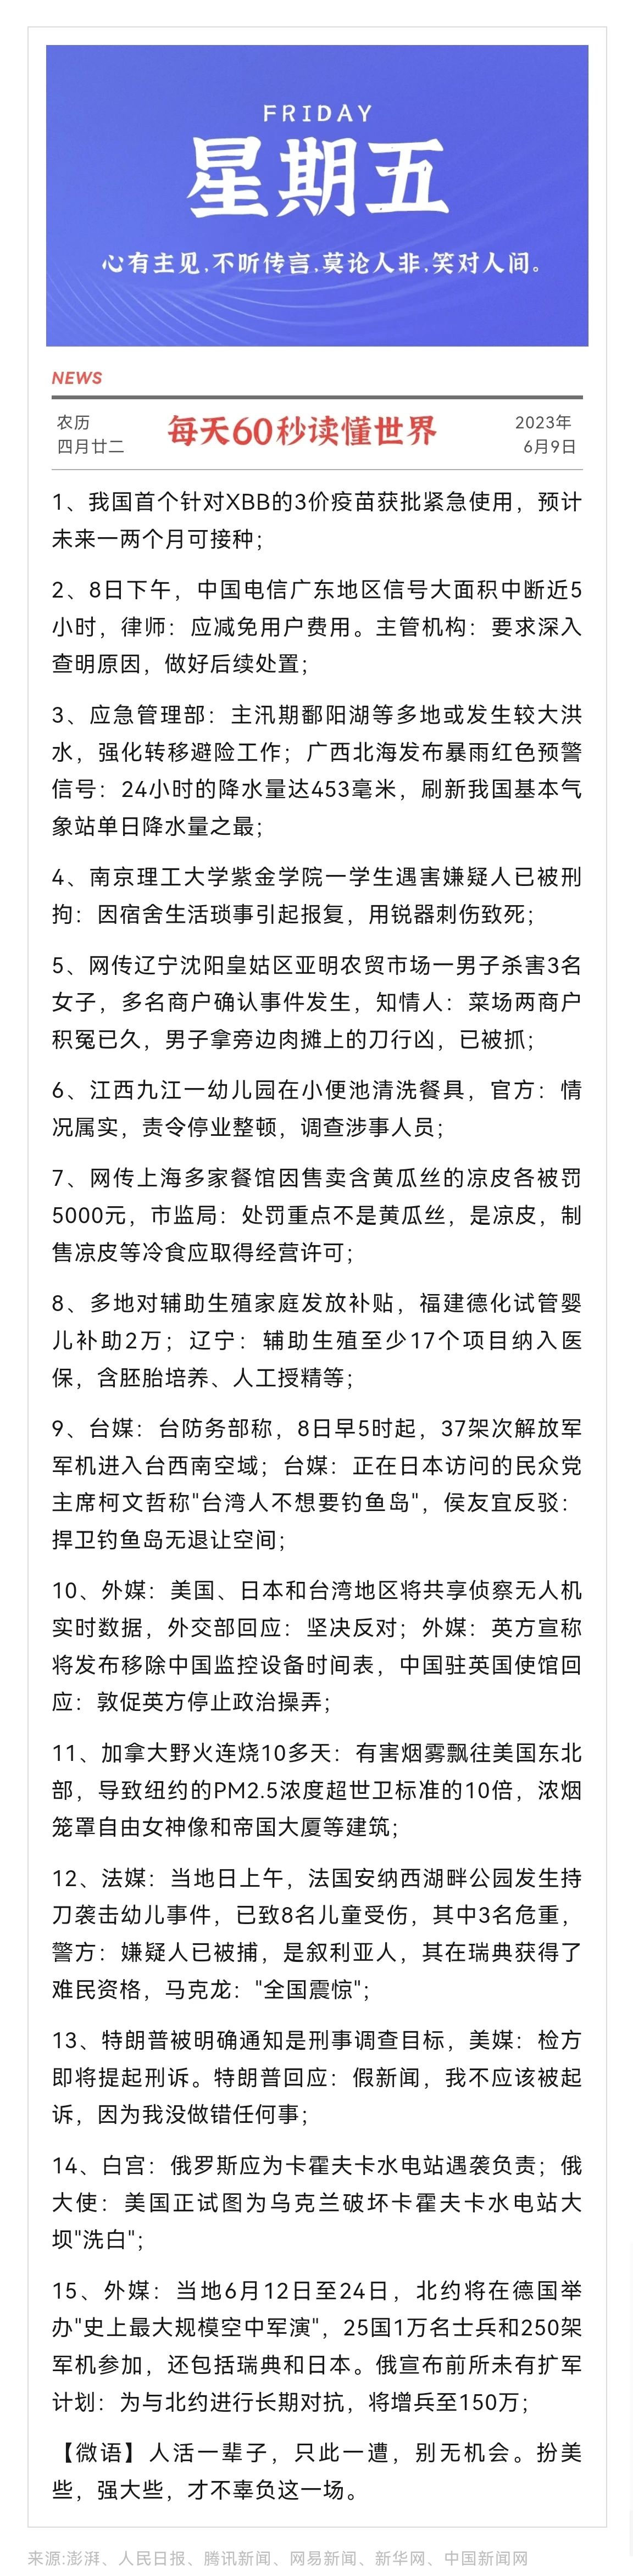 FRIDAY
星期五
心有主见,不听传言,莫论人非,笑对人间。
NEWS
农历
四月廿二
每天60秒读懂世界
2023年
6月9日
1、我国首个针对XBB的3价疫苗获批紧急使用，预计
未来一两个月可接种；
2、8日下午，中国电信广东地区信号大面积中断近5
小时，律师：应减免用户费用。主管机构：要求深入
查明原因，做好后续处置；
3、应急管理部：主汛期鄱阳湖等多地或发生较大洪
水，强化转移避险工作；广西北海发布暴雨红色预警
信号：24小时的降水量达453毫米，刷新我国基本气
象站单日降水量之最；
4、南京理工大学紫金学院一学生遇害嫌疑人已被刑
拘：因宿舍生活琐事引起报复，用锐器刺伤致死；
5、网传辽宁沈阳皇姑区亚明农贸市场一男子杀害3名
女子，多名商户确认事件发生，知情人：菜场两商户
积冤已久，男子拿旁边肉摊上的刀行凶，已被抓；
6、江西九江一幼儿园在小便池清洗餐具，官方：情
况属实，责令停业整顿，调查涉事人员；
7、网传上海多家餐馆因售卖含黄瓜丝的凉皮各被罚
5000元，市监局：处罚重点不是黄瓜丝，是凉皮，制
售凉皮等冷食应取得经营许可；
8、多地对辅助生殖家庭发放补贴，福建德化试管婴
儿补助2万；辽宁：辅助生殖至少17个项目纳入医
保，含胚胎培养、人工授精等；
9、台媒：台防务部称，8日早5时起，37架次解放军
军机进入台西南空域；台媒：正在日本访问的民众党
主席柯文哲称"台湾人不想要钓鱼岛"，侯友宜反驳：
捍卫钓鱼岛无退让空间；
10、外媒：美国、日本和台湾地区将共享侦察无人机
实时数据，外交部回应：坚决反对；外媒：英方宣称
将发布移除中国监控设备时间表，中国驻英国使馆回
应：敦促英方停止政治操弄；
11、加拿大野火连烧10多天：有害烟雾飘往美国东北
部，导致纽约的PM2.5浓度超世卫标准的10倍，浓烟
笼罩自由女神像和帝国大厦等建筑；
12、法媒：当地日上午，法国安纳西湖畔公园发生持
刀袭击幼儿事件，已致8名儿童受伤，其中3名危重，
警方：嫌疑人已被捕，是叙利亚人，其在瑞典获得了
难民资格，马克龙："全国震惊"；
13、特朗普被明确通知是刑事调查目标，美媒：检方
即将提起刑诉。特朗普回应：假新闻，我不应该被起
诉，因为我没做错任何事；
14、白宫：俄罗斯应为卡霍夫卡水电站遇袭负责；俄
大使：美国正试图为乌克兰破坏卡霍夫卡水电站大
坝"洗白"；
15、外媒：当地6月12日至24日，北约将在德国举
办"史上最大规模空中军演"，25国1万名士兵和250架
军机参加，还包括瑞典和日本。俄宣布前所未有扩军
计划：为与北约进行长期对抗，将增兵至150万；
【微语】人活一辈子，只此一遭，别无机会。扮美
些，强大些，才不辜负这一场。
来源:澎湃、人民日报、腾讯新闻、网易新闻、新华网、中国新闻网